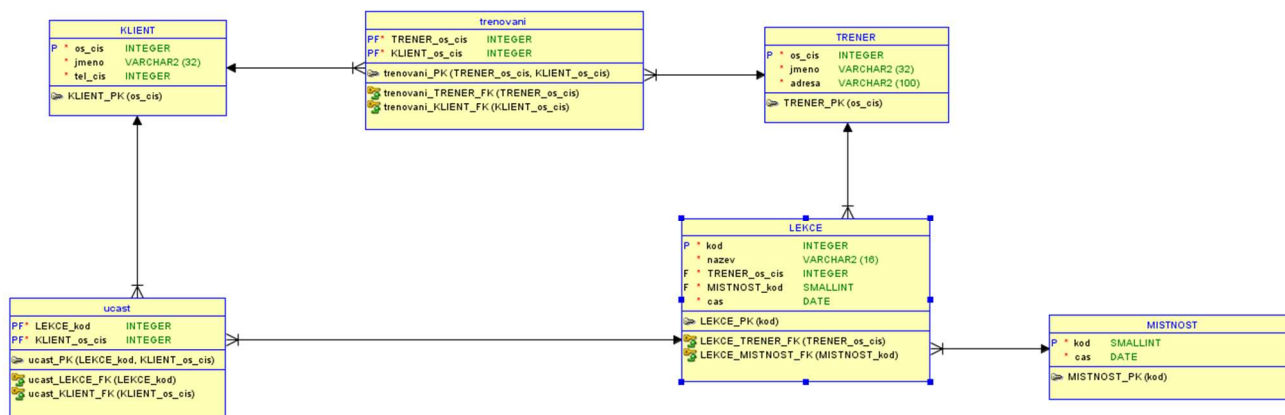 KLIENT
P * os_cis INTEGER
* jmeno VARCHAR2 (32)
* tel_cis INTEGER
KLIENT_PK (os_cis)
trenovani
PF* TRENER_os_cis INTEGER
PF* KLIENT_os_cis INTEGER
trenovani_PK (TRENER_os_cis, KLIENT_os_cis)
trenovani_TRENER_FK (TRENER_os_cis)
trenovani_KLIENT_FK (KLIENT_os_cis)
TRENER
P * os_cis INTEGER
* jmeno VARCHAR2 (32)
* adresa VARCHAR2 (100)
TRENER_PK (os_cis)
ucast
PF* LEKCE_kod INTEGER
PF* KLIENT_os_cis INTEGER
ucast_PK (LEKCE_kod, KLIENT_os_cis)
ucast_LEKCE_FK (LEKCE_kod)
ucast_KLIENT_FK (KLIENT_os_cis)
LEKCE
P * kod INTEGER
* nazev VARCHAR2 (16)
F * TRENER_os_cis INTEGER
F * MISTNOST_kod SMALLINT
* cas DATE
LEKCE_PK (kod)
LEKCE_TRENER_FK (TRENER_os_cis)
LEKCE_MISTNOST_FK (MISTNOST_kod)
MISTNOST
P * kod SMALLINT
* cas DATE
MISTNOST_PK (kod)